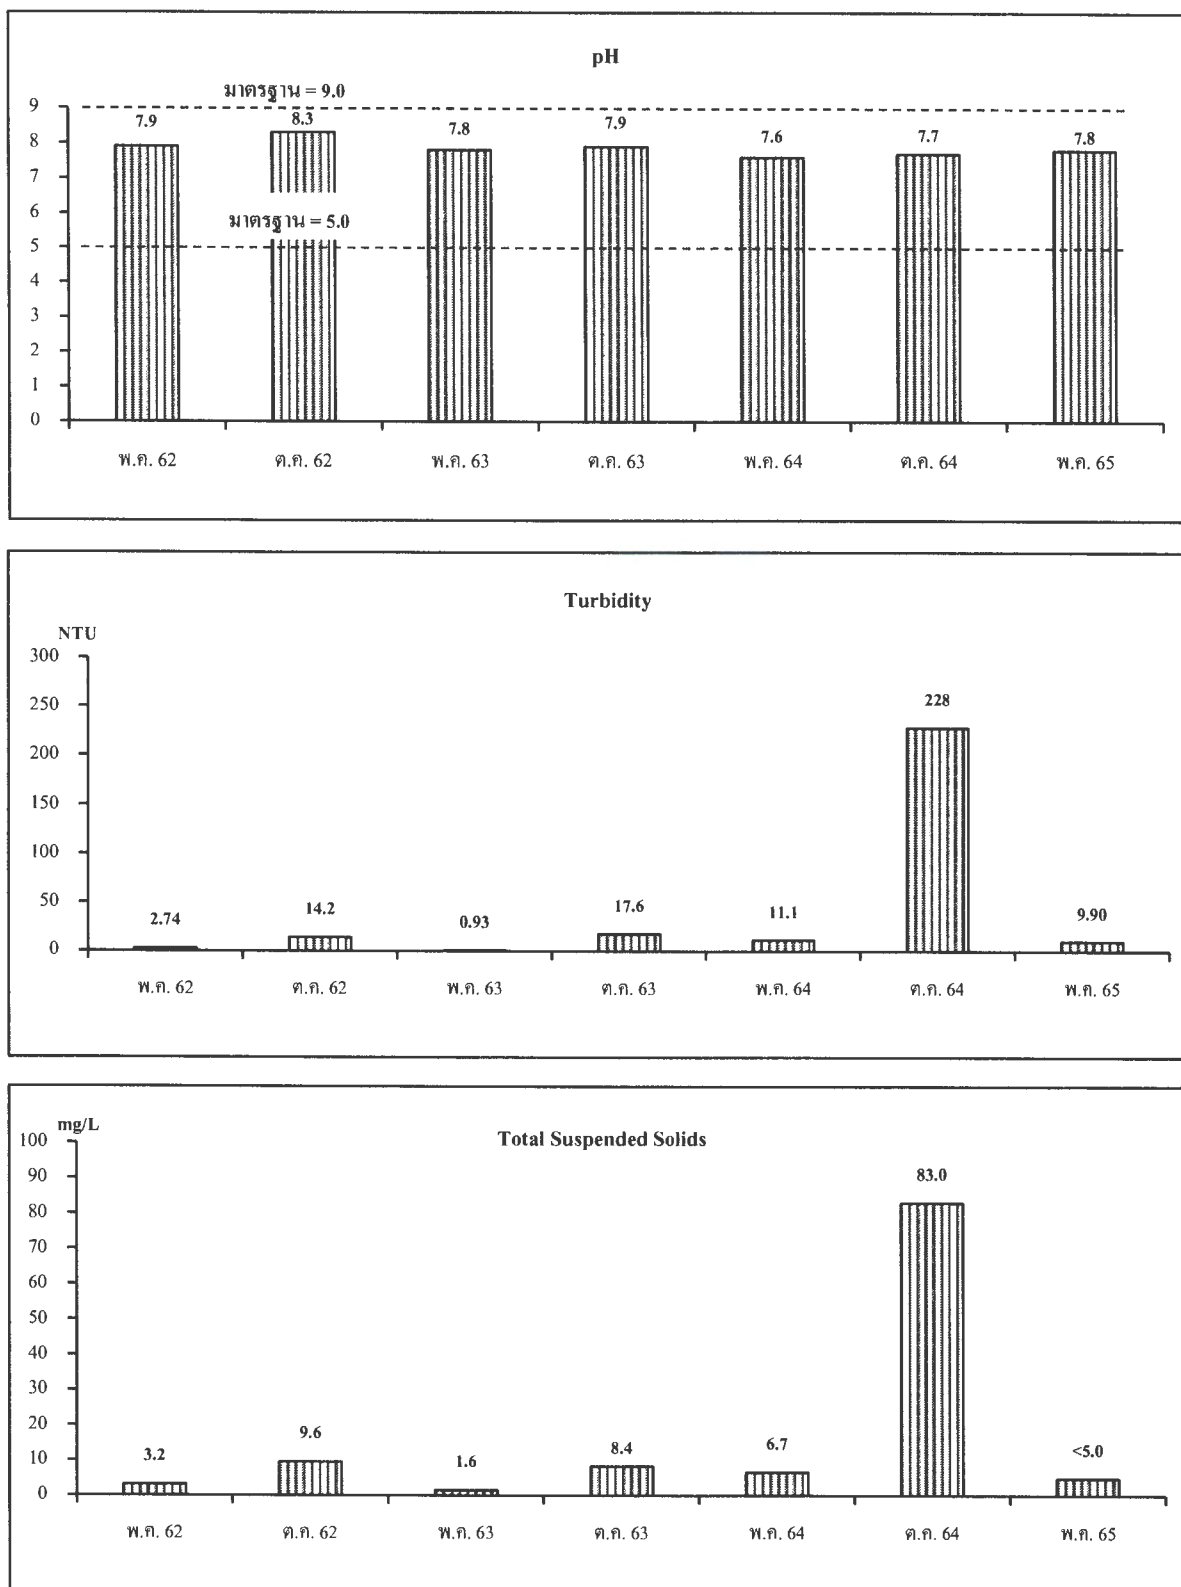 pH
มาตรฐาน = 9.0
9
8
7
6
5
4
3
2
1
0
7.9
8.3
7.8
7.9
7.6
7.7
7.8
มาตรฐาน = 5.0
พ.ค. 62
ต.ค. 62
พ.ค. 63
ต.ค. 63
พ.ค. 64
ต.ค. 64
พ.ค. 65
Turbidity
NTU
300
250
200
150
100
50
0
2.74
14.2
0.93
17.6
11.1
228
9.90
พ.ค. 62
ต.ค. 62
พ.ค. 63
ต.ค. 63
พ.ค. 64
ต.ค. 64
พ.ค. 65
Total Suspended Solids
mg/L
100
90
80
70
60
50
40
30
20
10
0
3.2
9.6
1.6
8.4
6.7
83.0
<5.0
พ.ค. 62
ต.ค. 62
พ.ค. 63
ต.ค. 63
พ.ค. 64
ต.ค. 64
พ.ค. 65